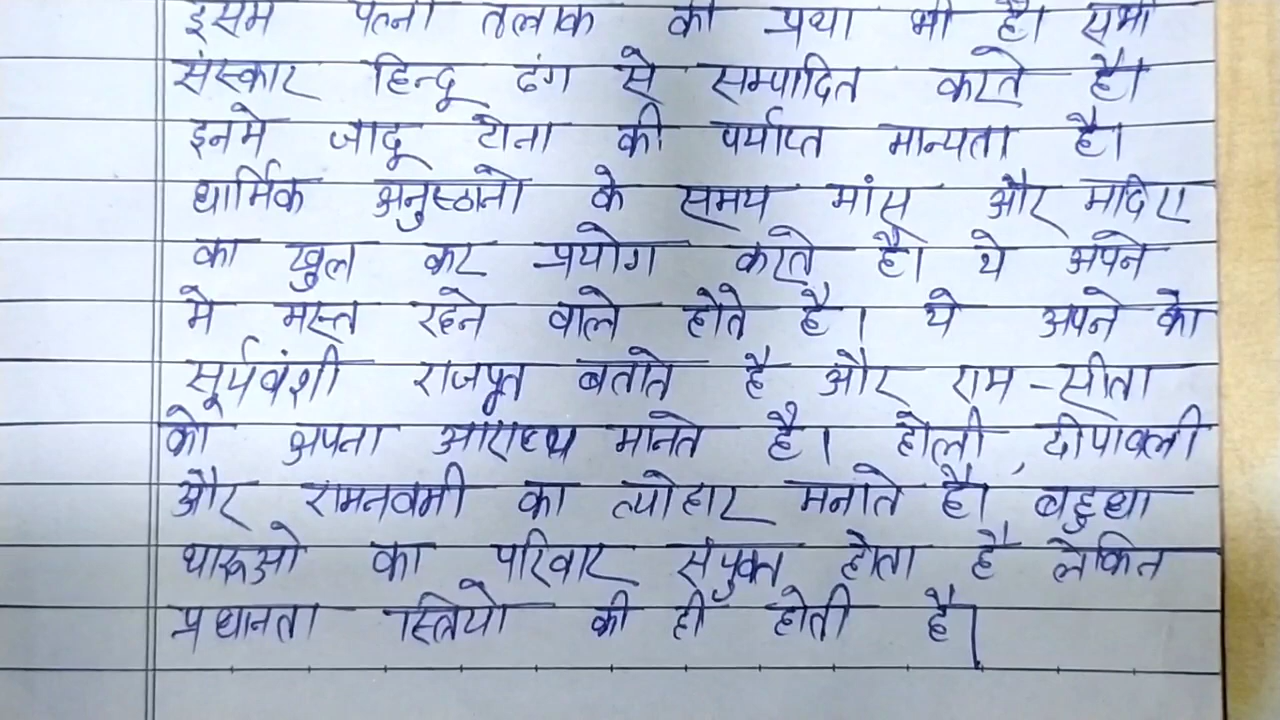 इसमे पत्नी तलाक की प्रथा भी है। सभी
संस्कार हिन्दू ढंग से सम्पादित करते है।
इनमे जादू टोना की पर्याप्त मान्यता है।
धार्मिक अनुष्ठानो के समय मांस और मदिरा
का खुल कर प्रयोग करते है। ये अपने
मे मस्त रहने वाले होते है। ये अपने को
सूर्यवंशी राजपूत बताते है और राम-सीता
को अपना आराध्य मानते है। होली, दीपावली
और रामनवमी का त्योहार मनाते है। बहुधा
थारूओ का परिवार संयुक्त होता है लेकिन
प्रधानता स्त्रियो की ही होती है।